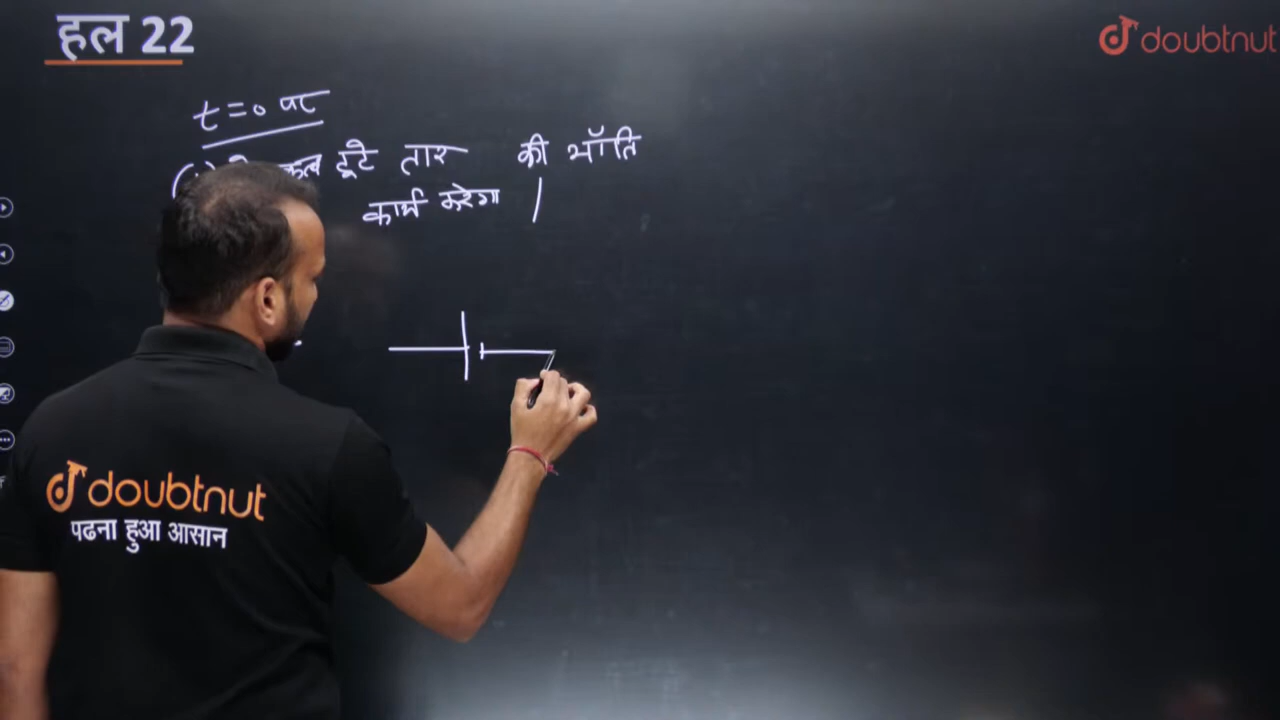 हल 22
doubtnut
t=0 पर
टूटे तार की भाँति
कार्य करेगा |
doubtnut
पढना हुआ आसान